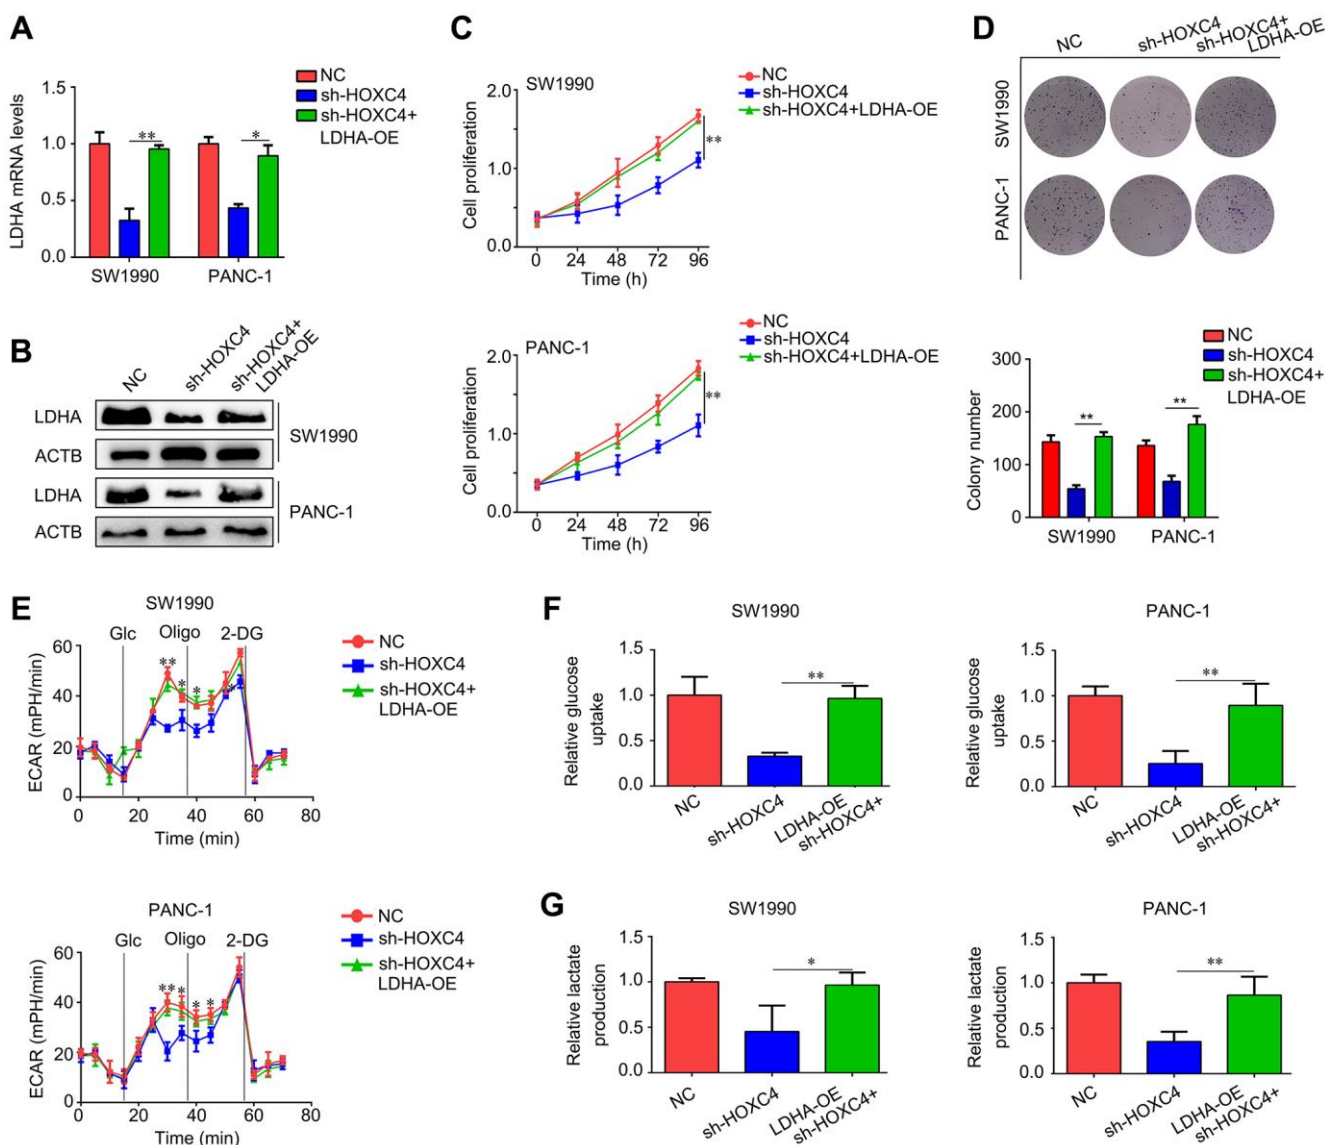 A
NC
sh-HOXC4
sh-HOXC4+
LDHA-OE
LDHA mRNA levels
1.5
1.0
0.5
0.0
**
*
SW1990
PANC-1
B
NC
sh-HOXC4
sh-HOXC4+
LDHA-OE
LDHA
ACTB
SW1990
LDHA
ACTB
PANC-1
C
SW1990
NC
sh-HOXC4
sh-HOXC4+LDHA-OE
Cell proliferation
2.0
1.0
0.0
**
0 24 48 72 96
Time (h)
PANC-1
NC
sh-HOXC4
sh-HOXC4+LDHA-OE
Cell proliferation
2.0
1.0
0.0
**
0 24 48 72 96
Time (h)
D
NC
sh-HOXC4
sh-HOXC4+
LDHA-OE
SW1990
PANC-1
NC
sh-HOXC4
sh-HOXC4+
LDHA-OE
Colony number
300
200
100
0
**
**
SW1990
PANC-1
E
SW1990
Glc Oligo 2-DG
NC
sh-HOXC4
sh-HOXC4+
LDHA-OE
ECAR (mPH/min)
60
40
20
0
** * * *
0 20 40 60 80
Time (min)
PANC-1
Glc Oligo 2-DG
NC
sh-HOXC4
sh-HOXC4+
LDHA-OE
ECAR (mPH/min)
60
40
20
0
** * * *
0 20 40 60 80
Time (min)
F
SW1990
Relative glucose
uptake
1.5
1.0
0.5
0.0
**
NC
sh-HOXC4
LDHA-OE
sh-HOXC4+
PANC-1
Relative glucose
uptake
1.5
1.0
0.5
0.0
**
NC
sh-HOXC4
LDHA-OE
sh-HOXC4+
G
SW1990
Relative lactate
production
1.5
1.0
0.5
0.0
*
NC
sh-HOXC4
LDHA-OE
sh-HOXC4+
PANC-1
Relative lactate
production
1.5
1.0
0.5
0.0
**
NC
sh-HOXC4
LDHA-OE
sh-HOXC4+